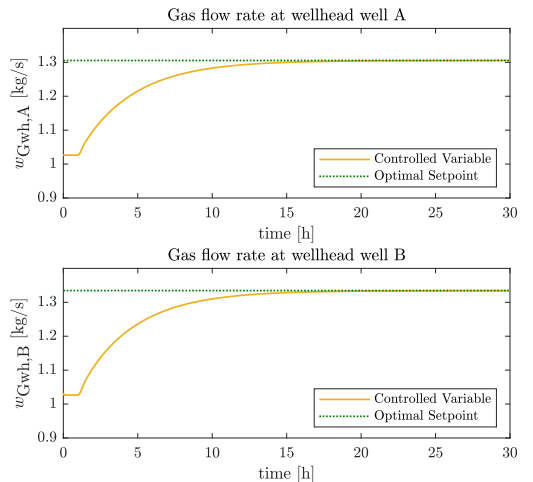 Gas flow rate at wellhead well A
1.3
1.2
1.1
1
0.9
wGwh,A [kg/s]
Controlled Variable
Optimal Setpoint
0 5 10 15 20 25 30
time [h]
Gas flow rate at wellhead well B
1.3
1.2
1.1
1
0.9
wGwh,B [kg/s]
Controlled Variable
Optimal Setpoint
0 5 10 15 20 25 30
time [h]